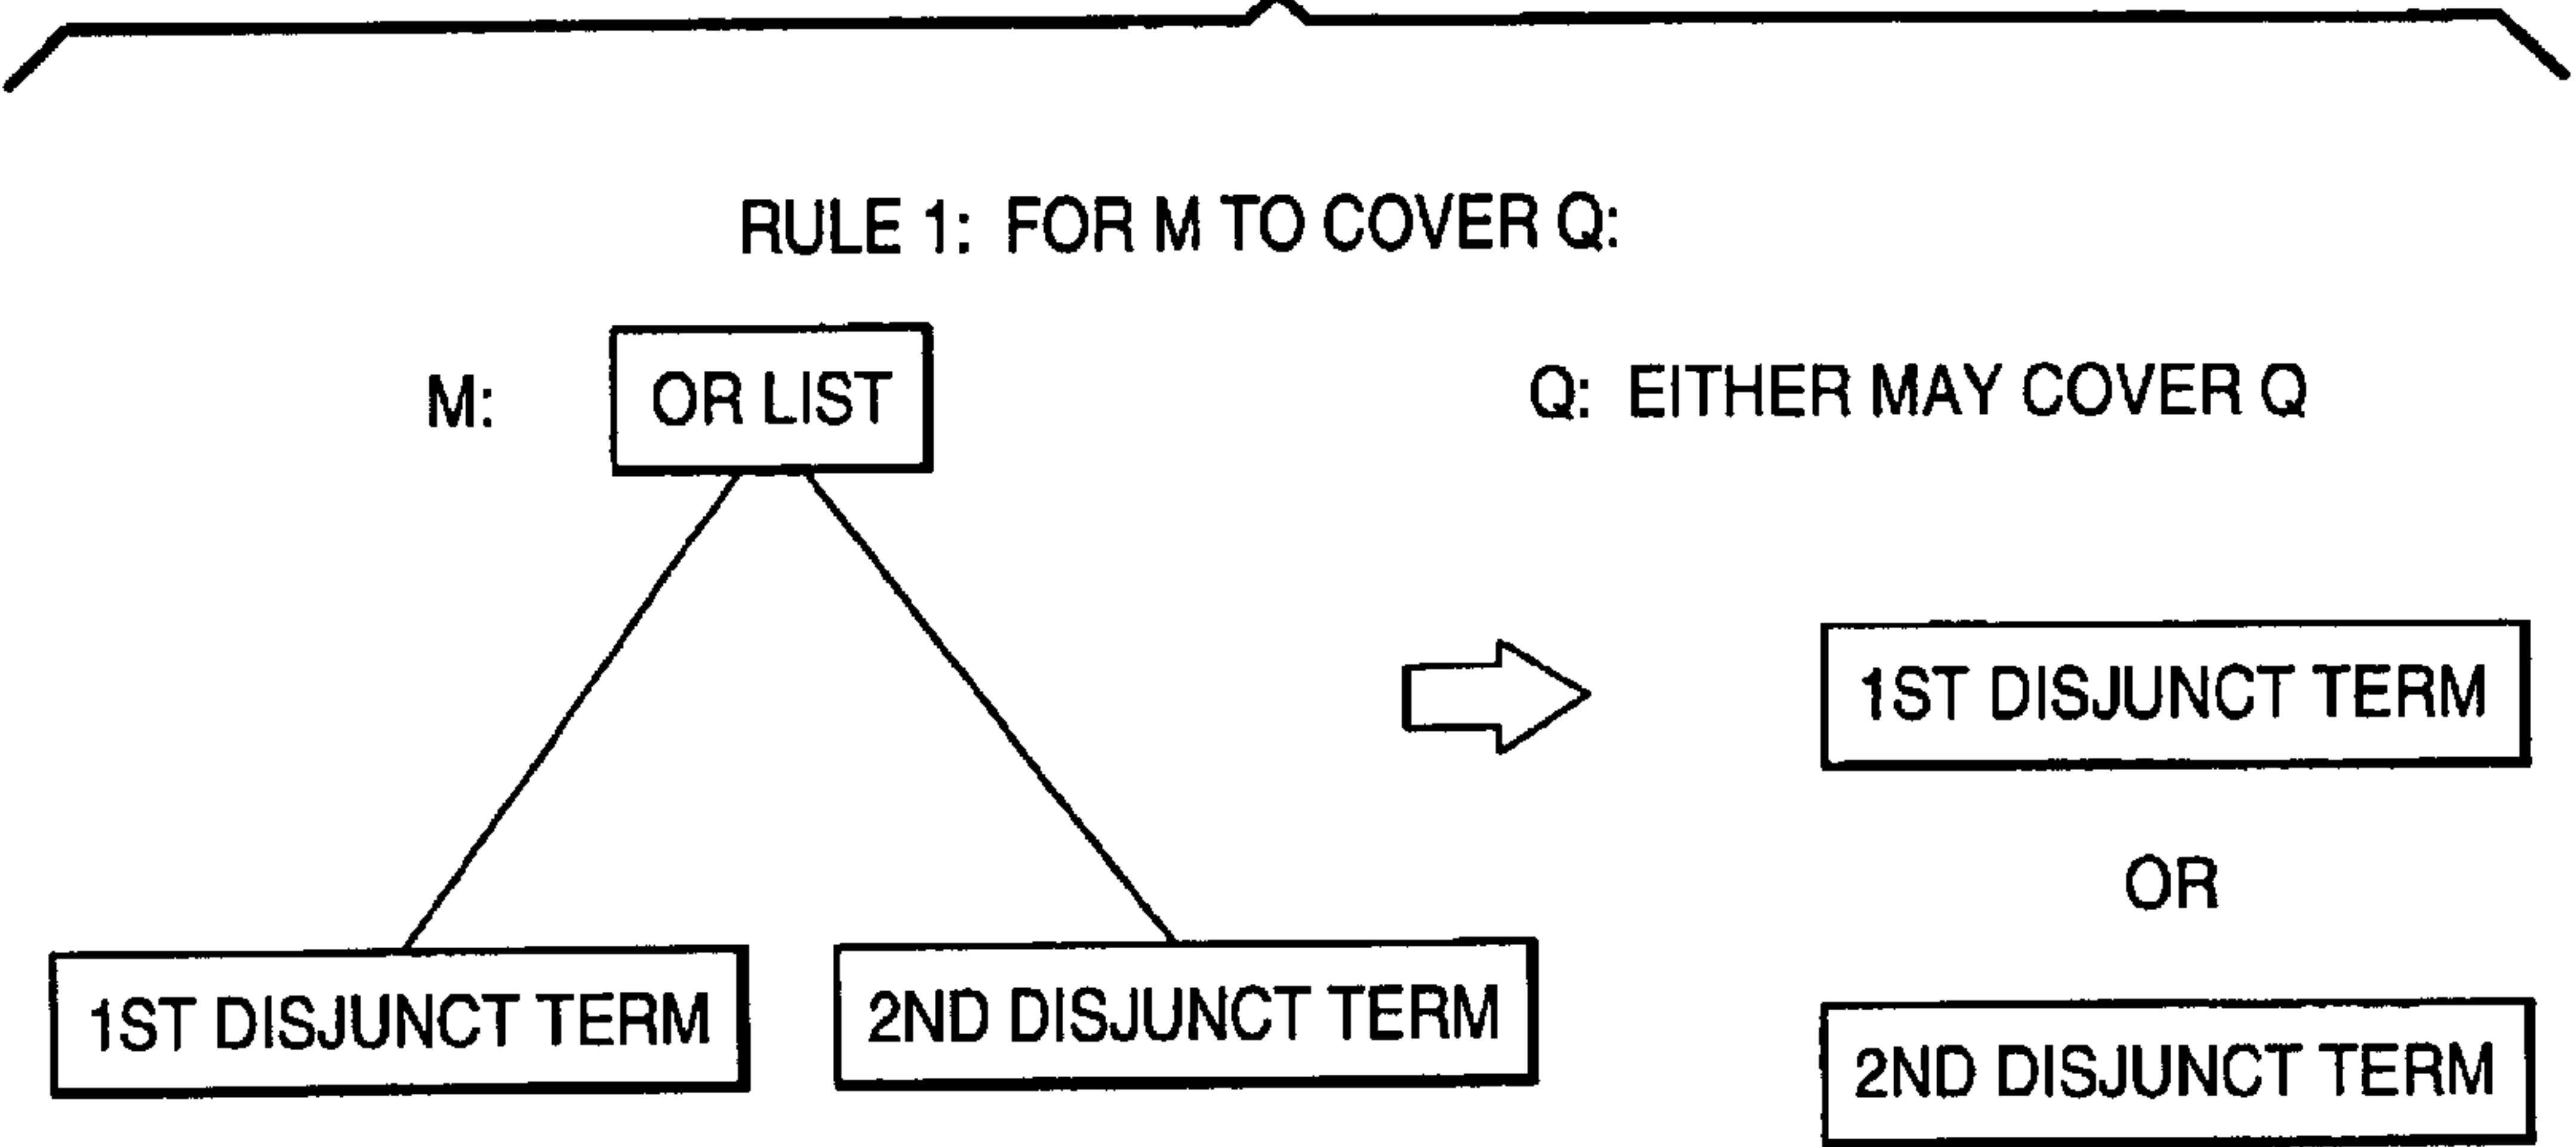 RULE 1: FOR M TO COVER Q:
M:
OR LIST
Q: EITHER MAY COVER Q
1ST DISJUNCT TERM
OR
1ST DISJUNCT TERM
2ND DISJUNCT TERM
2ND DISJUNCT TERM